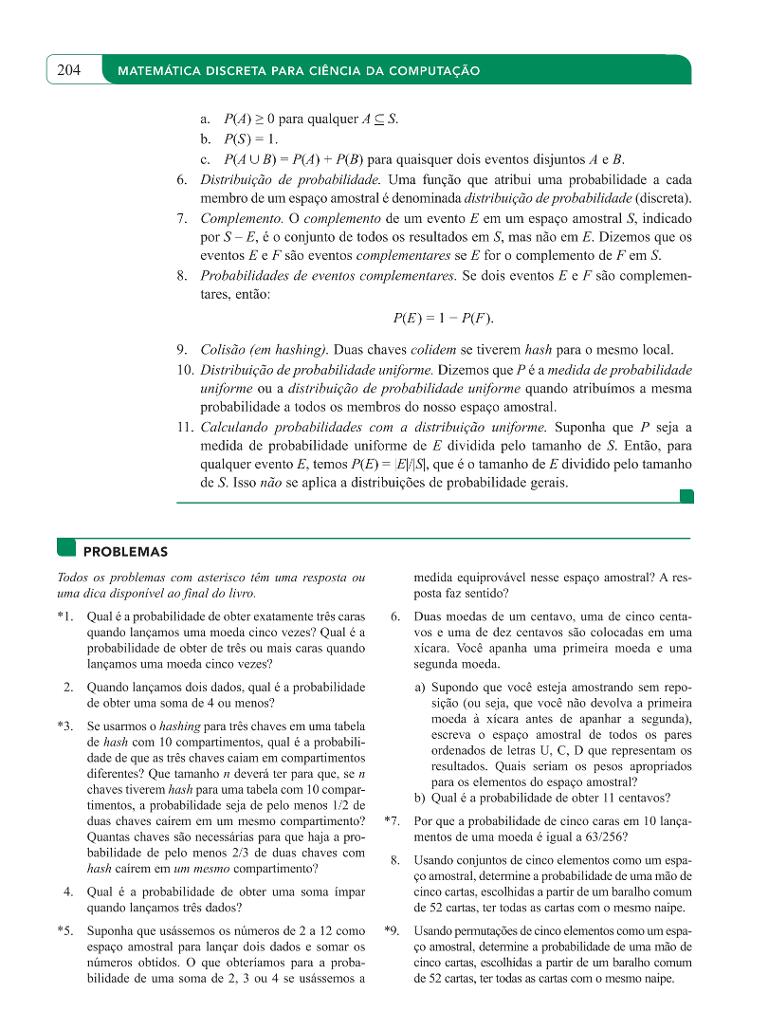 204
MATEMÁTICA DISCRETA PARA CIÊNCIA DA COMPUTAÇÃO
a. P(A) ≥ 0 para qualquer A ⊆ S.
b. P(S) = 1.
c. P(A ∪ B) = P(A) + P(B) para quaisquer dois eventos disjuntos A e B.
6. Distribuição de probabilidade. Uma função que atribui uma probabilidade a cada
membro de um espaço amostral é denominada distribuição de probabilidade (discreta).
7. Complemento. O complemento de um evento E em um espaço amostral S, indicado
por S – E, é o conjunto de todos os resultados em S, mas não em E. Dizemos que os
eventos E e F são eventos complementares se E for o complemento de F em S.
8. Probabilidades de eventos complementares. Se dois eventos E e F são complemen-
tares, então:
P(E) = 1 − P(F).
9. Colisão (em hashing). Duas chaves colidem se tiverem hash para o mesmo local.
10. Distribuição de probabilidade uniforme. Dizemos que P é a medida de probabilidade
uniforme ou a distribuição de probabilidade uniforme quando atribuímos a mesma
probabilidade a todos os membros do nosso espaço amostral.
11. Calculando probabilidades com a distribuição uniforme. Suponha que P seja a
medida de probabilidade uniforme de E dividida pelo tamanho de S. Então, para
qualquer evento E, temos P(E) = |E|/|S|, que é o tamanho de E dividido pelo tamanho
de S. Isso não se aplica a distribuições de probabilidade gerais.
PROBLEMAS
Todos os problemas com asterisco têm uma resposta ou
uma dica disponível ao final do livro.
*1. Qual é a probabilidade de obter exatamente três caras
quando lançamos uma moeda cinco vezes? Qual é a
probabilidade de obter de três ou mais caras quando
lançamos uma moeda cinco vezes?
2. Quando lançamos dois dados, qual é a probabilidade
de obter uma soma de 4 ou menos?
*3. Se usarmos o hashing para três chaves em uma tabela
de hash com 10 compartimentos, qual é a probabili-
dade de que as três chaves caiam em compartimentos
diferentes? Que tamanho n deverá ter para que, se n
chaves tiverem hash para uma tabela com 10 compar-
timentos, a probabilidade seja de pelo menos 1/2 de
duas chaves caírem em um mesmo compartimento?
Quantas chaves são necessárias para que haja a pro-
babilidade de pelo menos 2/3 de duas chaves com
hash caírem em um mesmo compartimento?
4. Qual é a probabilidade de obter uma soma ímpar
quando lançamos três dados?
*5. Suponha que usássemos os números de 2 a 12 como
espaço amostral para lançar dois dados e somar os
números obtidos. O que obteríamos para a proba-
bilidade de uma soma de 2, 3 ou 4 se usássemos a
medida equiprovável nesse espaço amostral? A res-
posta faz sentido?
6. Duas moedas de um centavo, uma de cinco centa-
vos e uma de dez centavos são colocadas em uma
xícara. Você apanha uma primeira moeda e uma
segunda moeda.
a) Supondo que você esteja amostrando sem repo-
sição (ou seja, que você não devolva a primeira
moeda à xícara antes de apanhar a segunda),
escreva o espaço amostral de todos os pares
ordenados de letras U, C, D que representam os
resultados. Quais seriam os pesos apropriados
para os elementos do espaço amostral?
b) Qual é a probabilidade de obter 11 centavos?
*7. Por que a probabilidade de cinco caras em 10 lança-
mentos de uma moeda é igual a 63/256?
8. Usando conjuntos de cinco elementos como um espa-
ço amostral, determine a probabilidade de uma mão de
cinco cartas, escolhidas a partir de um baralho comum
de 52 cartas, ter todas as cartas com o mesmo naipe.
*9. Usando permutações de cinco elementos como um espa-
ço amostral, determine a probabilidade de uma mão de
cinco cartas, escolhidas a partir de um baralho comum
de 52 cartas, ter todas as cartas com o mesmo naipe.